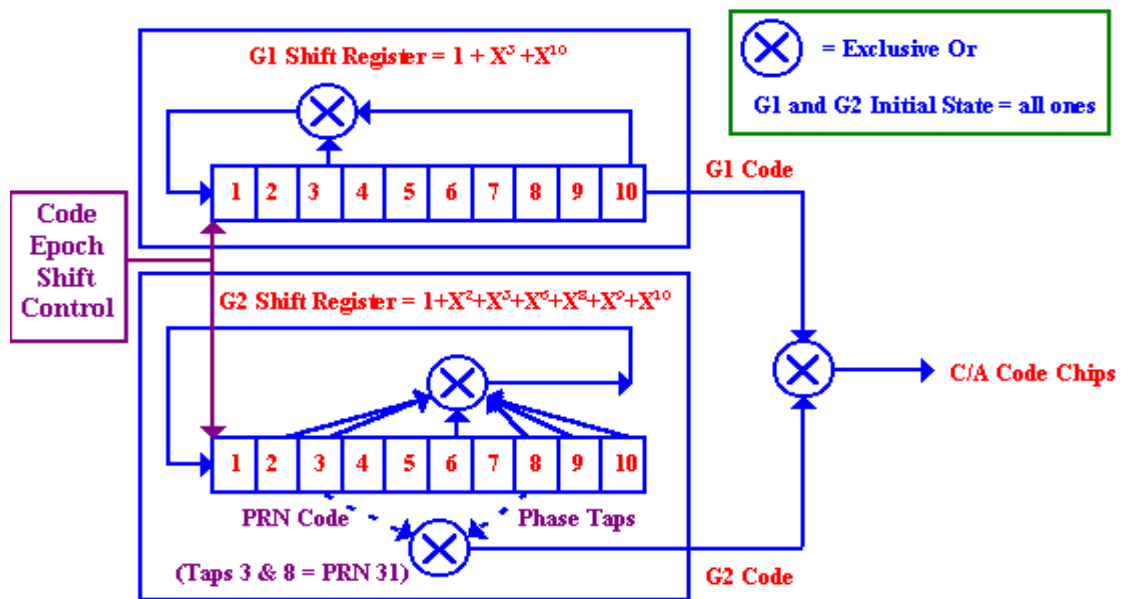 G1 Shift Register = 1 + X³ +X¹⁰
= Exclusive Or
G1 and G2 Initial State = all ones
1 2 3 4 5 6 7 8 9 10
G1 Code
Code
Epoch
Shift
Control
G2 Shift Register = 1+X²+X³+X⁶+X⁸+X⁹+X¹⁰
C/A Code Chips
1 2 3 4 5 6 7 8 9 10
PRN Code
Phase Taps
(Taps 3 & 8 = PRN 31)
G2 Code